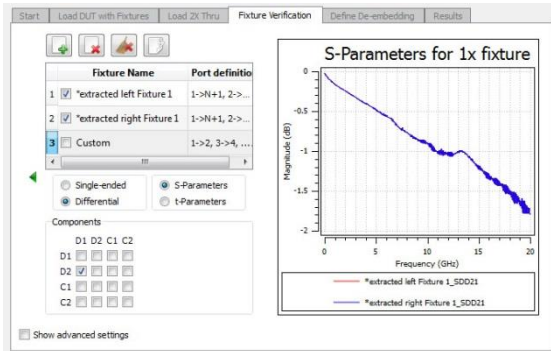 Start Load DUT with Fixtures Load 2X Thru Fixture Verification Define De-embedding Results
Fixture Name Port definitio
1 *extracted left Fixture 1 1->N+1, 2->...
2 *extracted right Fixture 1 1->N+1, 2->...
3 Custom 1->2, 3->4, ....
Single-ended S-Parameters
Differential t-Parameters
Components
D1 D2 C1 C2
D1
D2
C1
C2
Show advanced settings
S-Parameters for 1x fixture
Magnitude (dB)
0
-0.5
-1
-1.5
-2
0 5 10 15 20
Frequency (GHz)
*extracted left Fixture 1_SDD21
*extracted right Fixture 1_SDD21